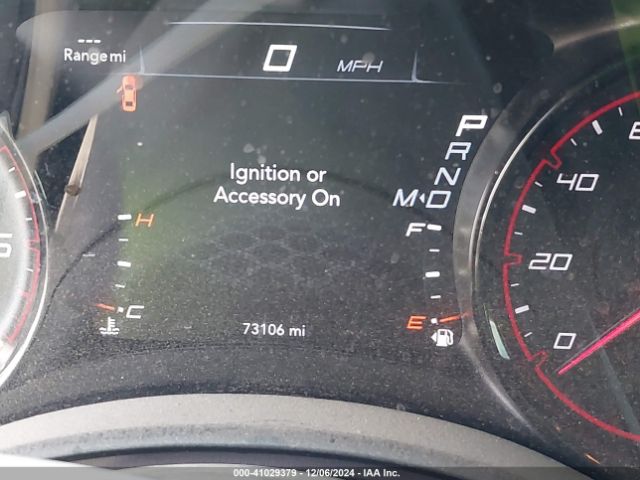 ---
Range mi
0 MPH
Ignition or
Accessory On
P
R
N
M◂D
H
C
F
E
73106 mi
5
40
20
0
000-41029379 - 12/06/2024 - IAA Inc.